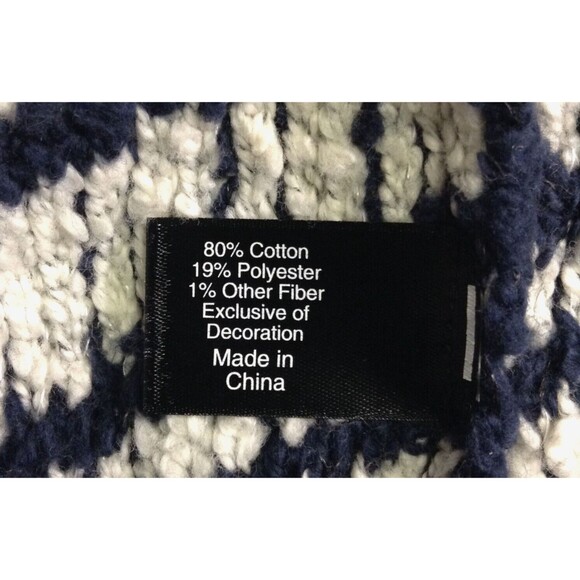 80% Cotton
19% Polyester
1% Other Fiber
Exclusive of
Decoration
Made in
China